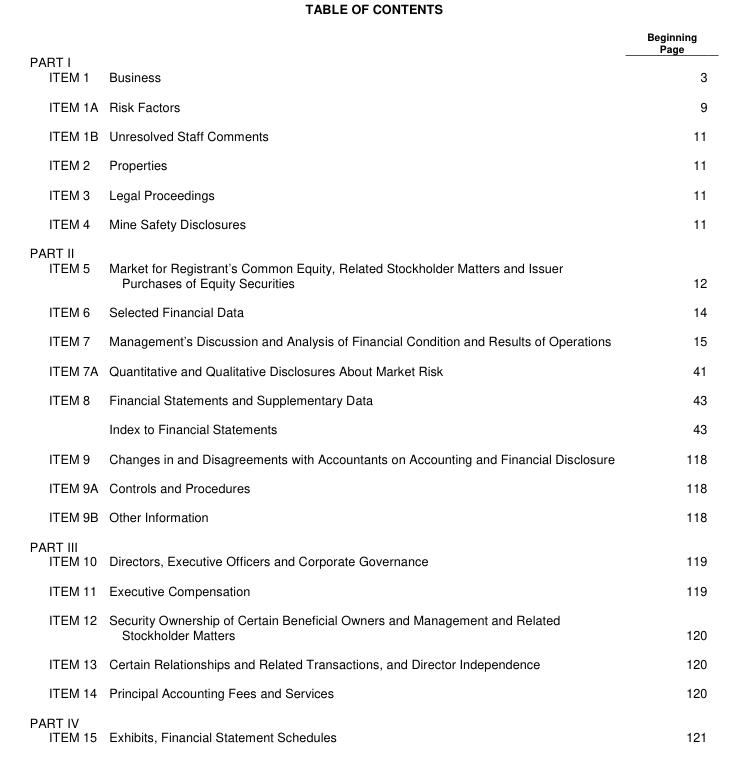 TABLE OF CONTENTS
Beginning
Page
PART I
ITEM 1 Business 3
ITEM 1A Risk Factors 9
ITEM 1B Unresolved Staff Comments 11
ITEM 2 Properties 11
ITEM 3 Legal Proceedings 11
ITEM 4 Mine Safety Disclosures 11
PART II
ITEM 5 Market for Registrant's Common Equity, Related Stockholder Matters and Issuer
Purchases of Equity Securities 12
ITEM 6 Selected Financial Data 14
ITEM 7 Management's Discussion and Analysis of Financial Condition and Results of Operations 15
ITEM 7A Quantitative and Qualitative Disclosures About Market Risk 41
ITEM 8 Financial Statements and Supplementary Data 43
Index to Financial Statements 43
ITEM 9 Changes in and Disagreements with Accountants on Accounting and Financial Disclosure 118
ITEM 9A Controls and Procedures 118
ITEM 9B Other Information 118
PART III
ITEM 10 Directors, Executive Officers and Corporate Governance 119
ITEM 11 Executive Compensation 119
ITEM 12 Security Ownership of Certain Beneficial Owners and Management and Related
Stockholder Matters 120
ITEM 13 Certain Relationships and Related Transactions, and Director Independence 120
ITEM 14 Principal Accounting Fees and Services 120
PART IV
ITEM 15 Exhibits, Financial Statement Schedules 121